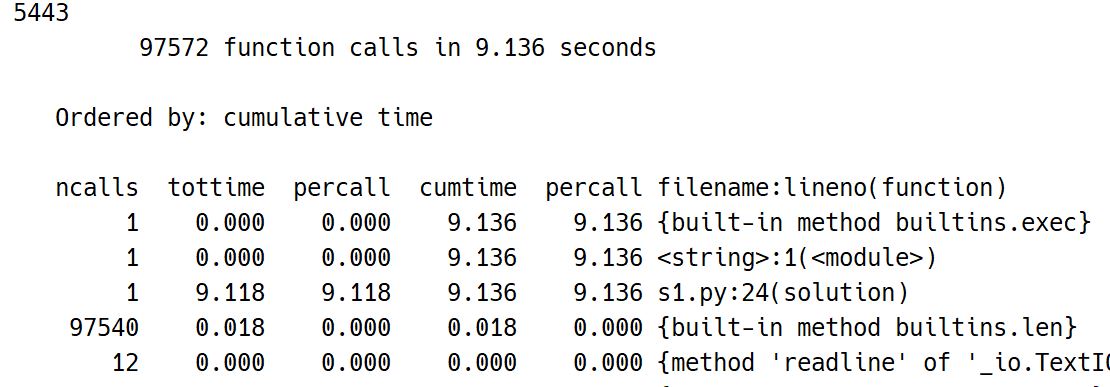 5443
97572 function calls in 9.136 seconds
Ordered by: cumulative time
ncalls tottime percall cumtime percall filename:lineno(function)
1 0.000 0.000 9.136 9.136 {built-in method builtins.exec}
1 0.000 0.000 9.136 9.136 <string>:1(<module>)
1 9.118 9.118 9.136 9.136 s1.py:24(solution)
97540 0.018 0.000 0.018 0.000 {built-in method builtins.len}
12 0.000 0.000 0.000 0.000 {method 'readline' of '_io.TextIO